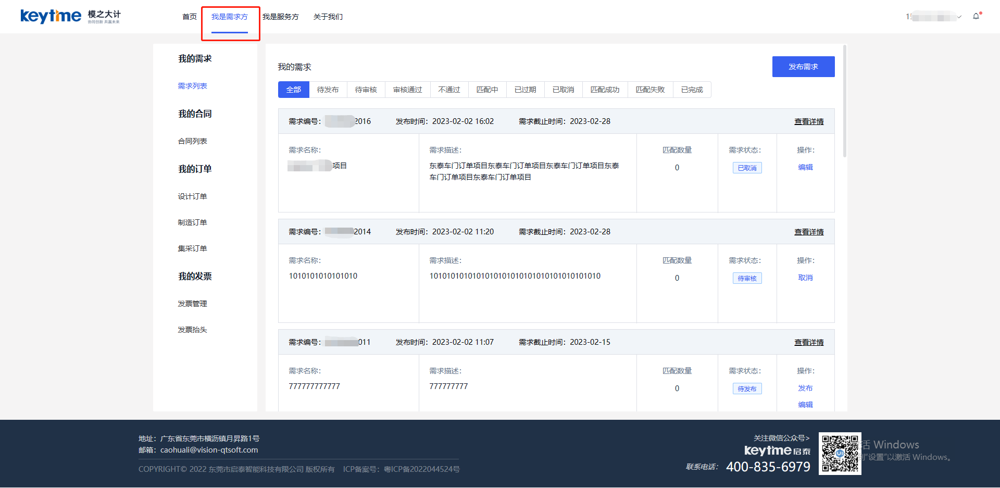 keytime 模之大计
协同创新 共赢未来
首页 我是需求方 我是服务方 关于我们
我的需求
需求列表
我的合同
合同列表
我的订单
设计订单
制造订单
集采订单
我的发票
发票管理
发票抬头
我的需求
发布需求
全部 待发布 待审核 审核通过 不通过 匹配中 已过期 已取消 匹配成功 匹配失败 已完成
需求编号： 2016 发布时间：2023-02-02 16:02 需求截止时间：2023-02-28 查看详情
需求名称： 需求描述： 匹配数量 需求状态： 操作：
项目 东泰车门订单项目东泰车门订单项目东泰车门订单项目东泰 0 已取消 编辑
车门订单项目东泰车门订单项目
需求编号： 2014 发布时间：2023-02-02 11:20 需求截止时间：2023-02-28 查看详情
需求名称： 需求描述： 匹配数量 需求状态： 操作：
1010101010101010 1010101010101010101010101010101010101010 0 待审核 取消
需求编号： 011 发布时间：2023-02-02 11:07 需求截止时间：2023-02-15 查看详情
需求名称： 需求描述： 匹配数量 需求状态： 操作：
777777777777 777777777 0 待发布 发布
编辑
地址：广东省东莞市横沥镇月昇路1号
邮箱：caohuali@vision-qtsoft.com
COPYRIGHT© 2022 东莞市启泰智能科技有限公司 版权所有 ICP备案号：粤ICP备2022044524号
关注微信公众号>
keytime 启泰
联系电话： 400-835-6979
活 Windows
到"设置"以激活 Windows。